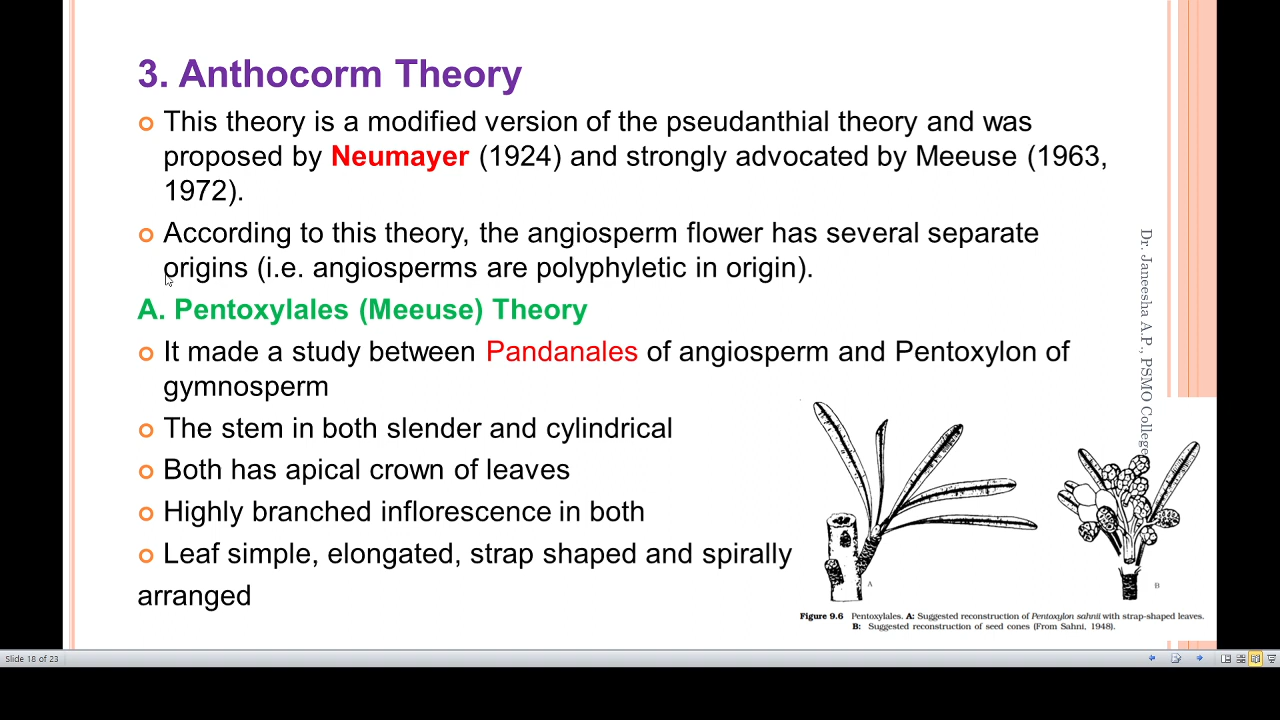 3. Anthocorm Theory
This theory is a modified version of the pseudanthial theory and was
proposed by Neumayer (1924) and strongly advocated by Meeuse (1963,
1972).
According to this theory, the angiosperm flower has several separate
origins (i.e. angiosperms are polyphyletic in origin).
A. Pentoxylales (Meeuse) Theory
It made a study between Pandanales of angiosperm and Pentoxylon of
gymnosperm
The stem in both slender and cylindrical
Both has apical crown of leaves
Highly branched inflorescence in both
Leaf simple, elongated, strap shaped and spirally
arranged
Dr. Janeesha A.P., PSMO College
A
B
Figure 9.6 Pentoxylales. A: Suggested reconstruction of Pentoxylon sahnii with strap-shaped leaves.
B: Suggested reconstruction of seed cones (From Sahni, 1948).
Slide 18 of 23